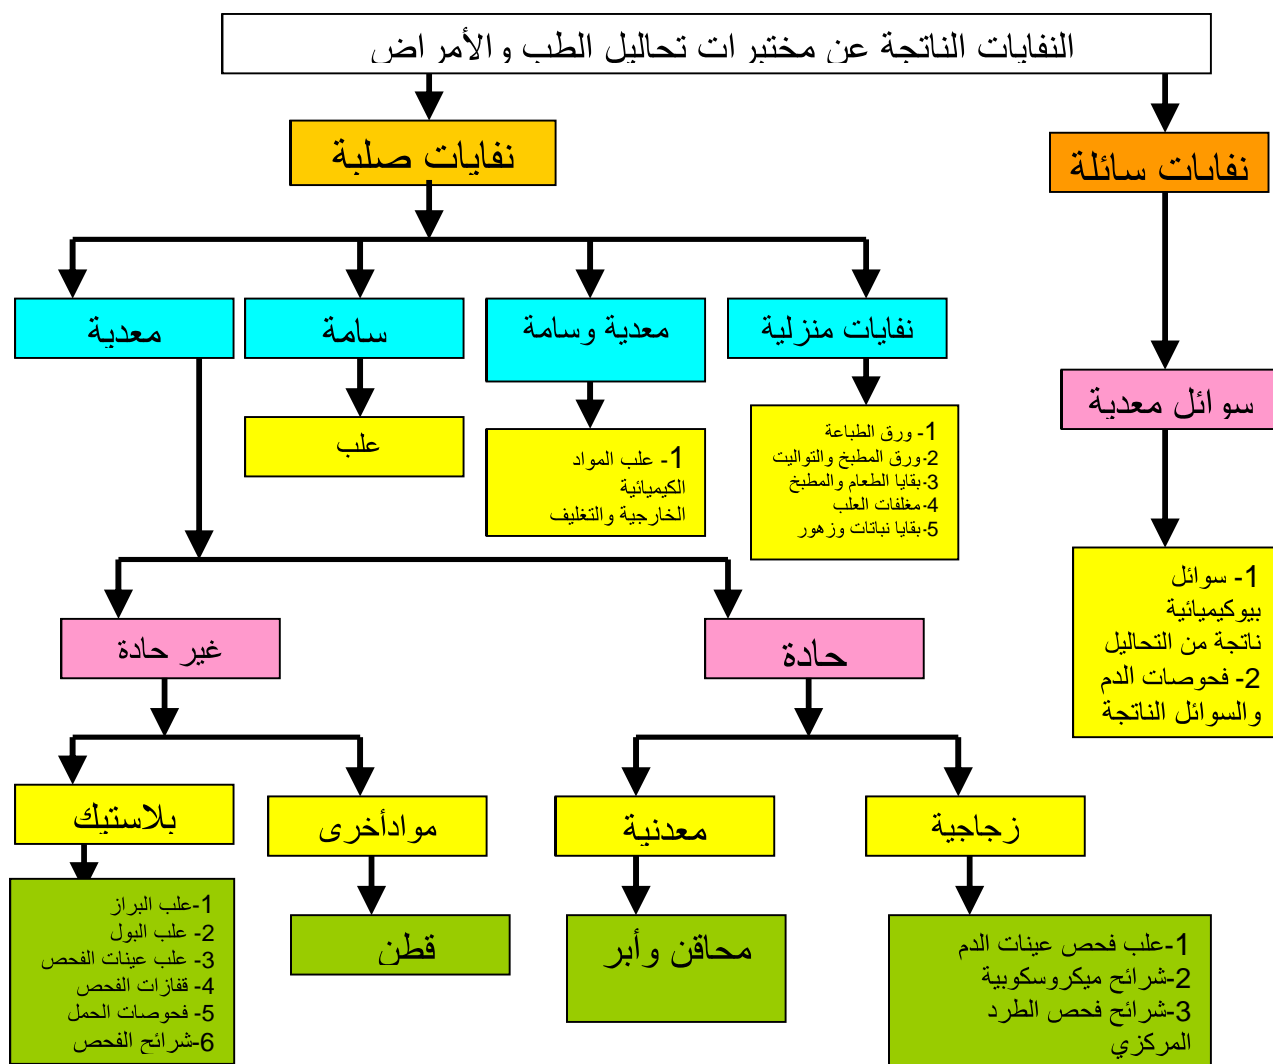 النفايات الناتجة عن مختبرات تحاليل الطب والأمراض
نفايات صلبة
نفايات سائلة
معدية
سامة
معدية وسامة
نفايات منزلية
سوائل معدية
علب
1- علب المواد
الكيميائية
الخارجية والتغليف
1- ورق الطباعة
2-ورق المطبخ والتواليت
3-بقايا الطعام والمطبخ
4-مغلفات العلب
5-بقايا نباتات وزهور
1- سوائل
بيوكيميائية
ناتجة من التحاليل
2- فحوصات الدم
والسوائل الناتجة
غير حادة
حادة
بلاستيك
موادأخرى
معدنية
زجاجية
1-علب البراز
2- علب البول
3- علب عينات الفحص
4- قفازات الفحص
5- فحوصات الحمل
6-شرائح الفحص
قطن
محاقن وأبر
1-علب فحص عينات الدم
2-شرائح ميكروسكوبية
3-شرائح فحص الطرد
المركزي